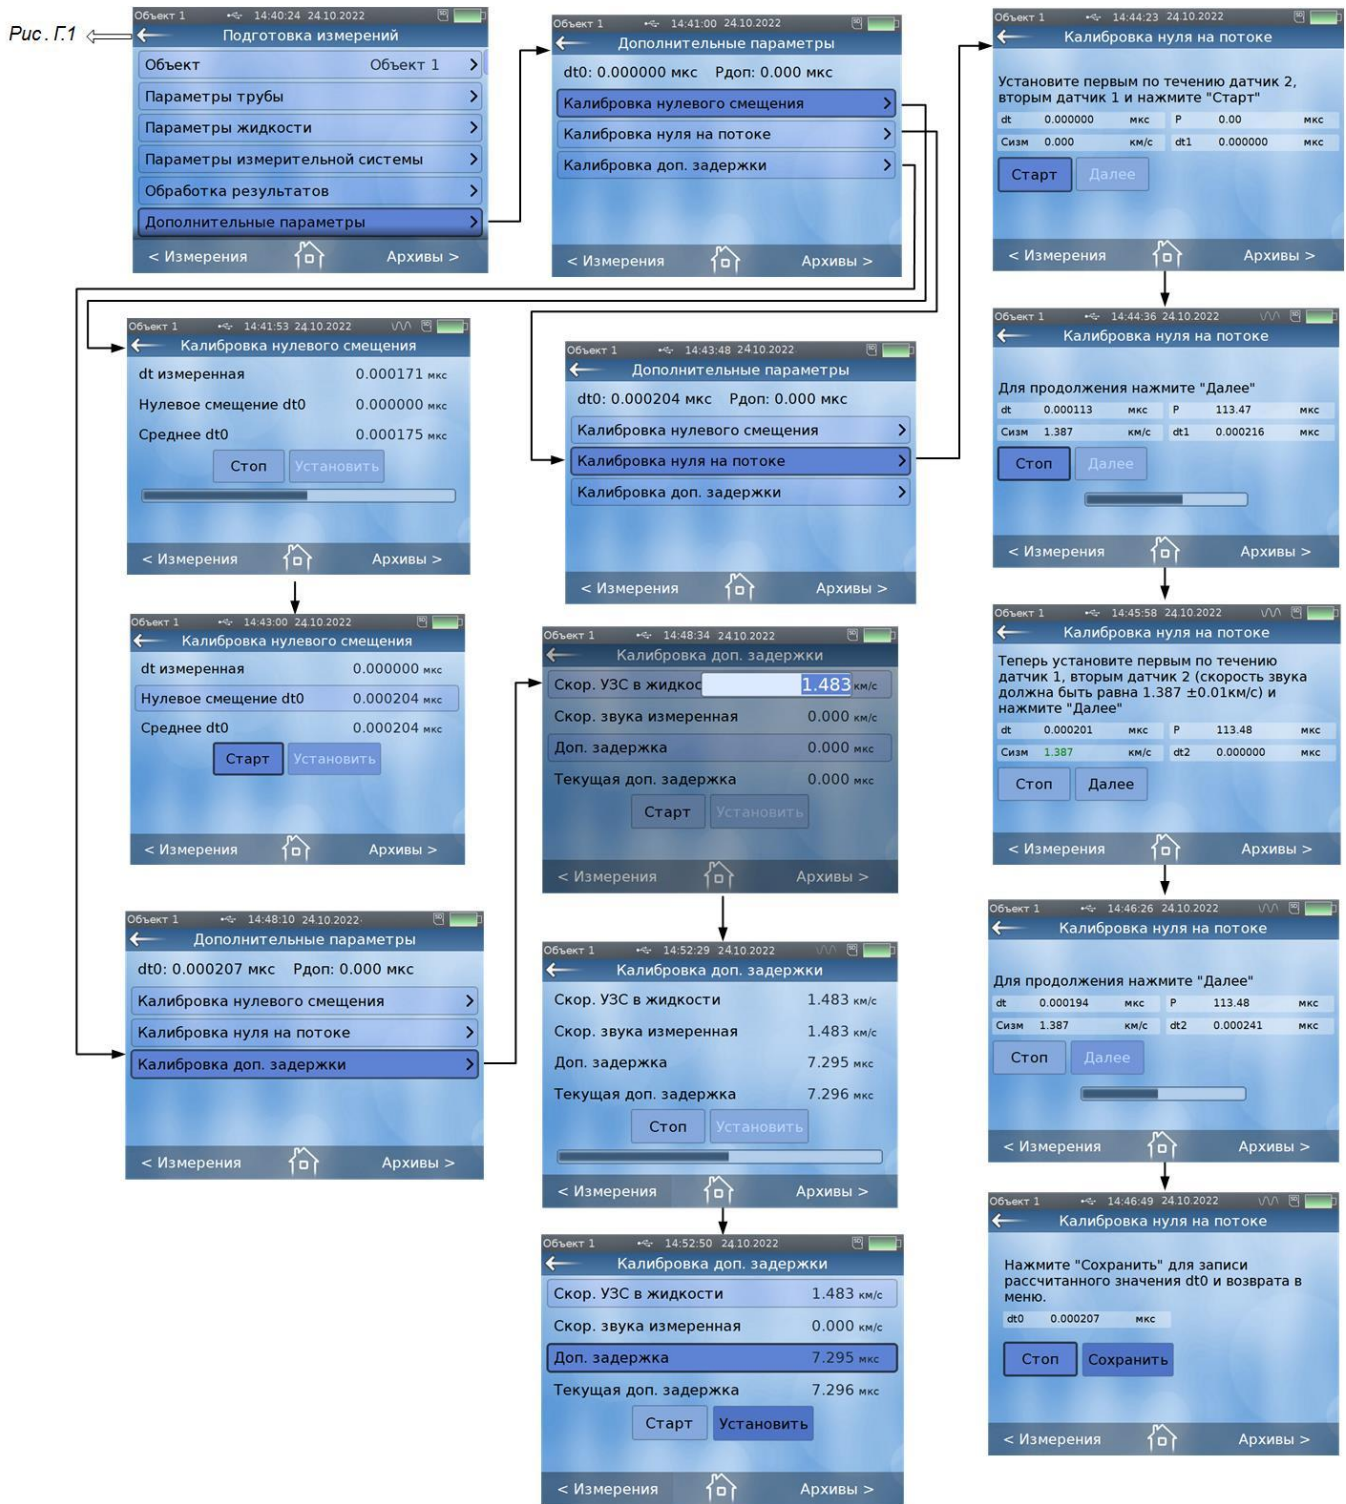 Рис. Г.1
Объект 1 14:40:24 24.10.2022
Подготовка измерений
Объект Объект 1 >
Параметры трубы >
Параметры жидкости >
Параметры измерительной системы >
Обработка результатов >
Дополнительные параметры >
< Измерения Архивы >
Объект 1 14:41:00 24.10.2022
Дополнительные параметры
dt0: 0.000000 мкс Рдоп: 0.000 мкс
Калибровка нулевого смещения >
Калибровка нуля на потоке >
Калибровка доп. задержки >
< Измерения Архивы >
Объект 1 14:44:23 24.10.2022
Калибровка нуля на потоке
Установите первым по течению датчик 2,
вторым датчик 1 и нажмите "Старт"
dt 0.000000 мкс P 0.00 мкс
Сизм 0.000 км/с dt1 0.000000 мкс
Старт Далее
< Измерения Архивы >
Объект 1 14:41:53 24.10.2022
Калибровка нулевого смещения
dt измеренная 0.000171 мкс
Нулевое смещение dt0 0.000000 мкс
Среднее dt0 0.000175 мкс
Стоп Установить
< Измерения Архивы >
Объект 1 14:43:48 24.10.2022
Дополнительные параметры
dt0: 0.000204 мкс Рдоп: 0.000 мкс
Калибровка нулевого смещения >
Калибровка нуля на потоке >
Калибровка доп. задержки >
< Измерения Архивы >
Объект 1 14:44:36 24.10.2022
Калибровка нуля на потоке
Для продолжения нажмите "Далее"
dt 0.000113 мкс P 113.47 мкс
Сизм 1.387 км/с dt1 0.000216 мкс
Стоп Далее
< Измерения Архивы >
Объект 1 14:43:00 24.10.2022
Калибровка нулевого смещения
dt измеренная 0.000000 мкс
Нулевое смещение dt0 0.000204 мкс
Среднее dt0 0.000204 мкс
Старт Установить
< Измерения Архивы >
Объект 1 14:48:34 24.10.2022
Калибровка доп. задержки
Скор. УЗС в жидкос 1.483 км/с
Скор. звука измеренная 0.000 км/с
Доп. задержка 0.000 мкс
Текущая доп. задержка 0.000 мкс
Старт Установить
< Измерения Архивы >
Объект 1 14:45:58 24.10.2022
Калибровка нуля на потоке
Теперь установите первым по течению
датчик 1, вторым датчик 2 (скорость звука
должна быть равна 1.387 ±0.01км/с) и
нажмите "Далее"
dt 0.000201 мкс P 113.48 мкс
Сизм 1.387 км/с dt2 0.000000 мкс
Стоп Далее
< Измерения Архивы >
Объект 1 14:48:10 24.10.2022
Дополнительные параметры
dt0: 0.000207 мкс Рдоп: 0.000 мкс
Калибровка нулевого смещения >
Калибровка нуля на потоке >
Калибровка доп. задержки >
< Измерения Архивы >
Объект 1 14:52:29 24.10.2022
Калибровка доп. задержки
Скор. УЗС в жидкости 1.483 км/с
Скор. звука измеренная 1.483 км/с
Доп. задержка 7.295 мкс
Текущая доп. задержка 7.296 мкс
Стоп Установить
< Измерения Архивы >
Объект 1 14:46:26 24.10.2022
Калибровка нуля на потоке
Для продолжения нажмите "Далее"
dt 0.000194 мкс P 113.48 мкс
Сизм 1.387 км/с dt2 0.000241 мкс
Стоп Далее
< Измерения Архивы >
Объект 1 14:52:50 24.10.2022
Калибровка доп. задержки
Скор. УЗС в жидкости 1.483 км/с
Скор. звука измеренная 0.000 км/с
Доп. задержка 7.295 мкс
Текущая доп. задержка 7.296 мкс
Старт Установить
< Измерения Архивы >
Объект 1 14:46:49 24.10.2022
Калибровка нуля на потоке
Нажмите "Сохранить" для записи
рассчитанного значения dt0 и возврата в
меню.
dt0 0.000207 мкс
Стоп Сохранить
< Измерения Архивы >